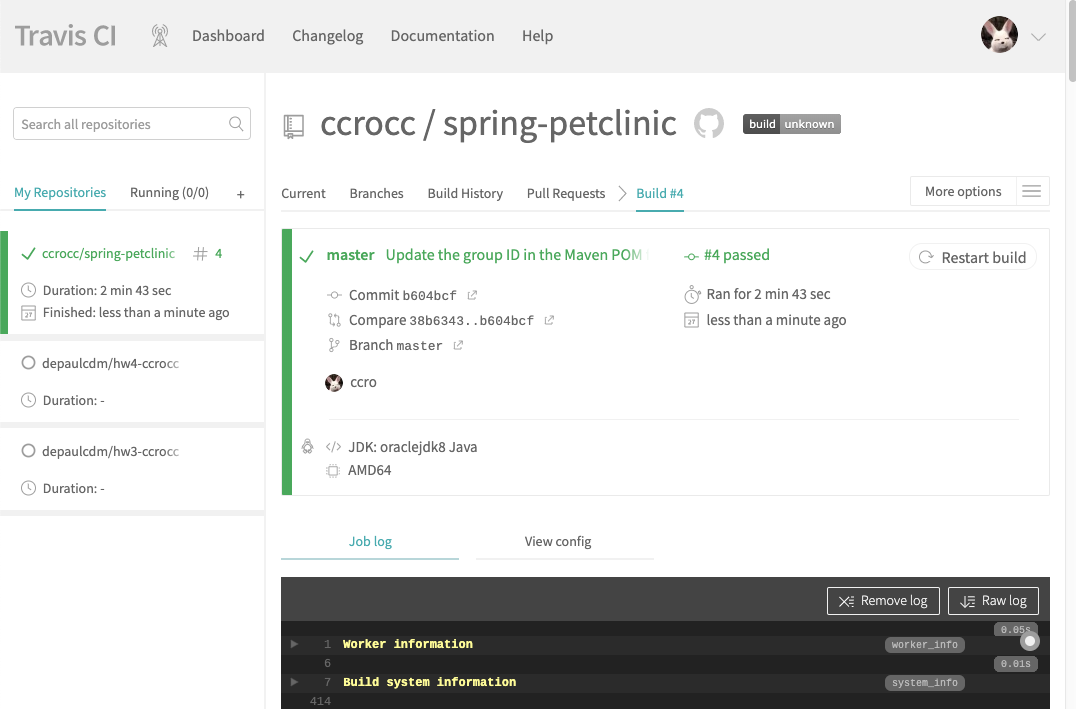 Travis CI
Dashboard Changelog Documentation Help
Search all repositories
My Repositories Running (0/0) +
ccrocc/spring-petclinic # 4
Duration: 2 min 43 sec
Finished: less than a minute ago
depaulcdm/hw4-ccrocc
Duration: -
depaulcdm/hw3-ccrocc
Duration: -
ccrocc / spring-petclinic build unknown
Current Branches Build History Pull Requests Build #4 More options
master Update the group ID in the Maven POM
Commit b604bcf
Compare 38b6343..b604bcf
Branch master
ccro
#4 passed
Ran for 2 min 43 sec
less than a minute ago
Restart build
JDK: oraclejdk8 Java
AMD64
Job log View config
Remove log Raw log
0.05s
1 Worker information worker_info
6 0.01s
7 Build system information system_info
414